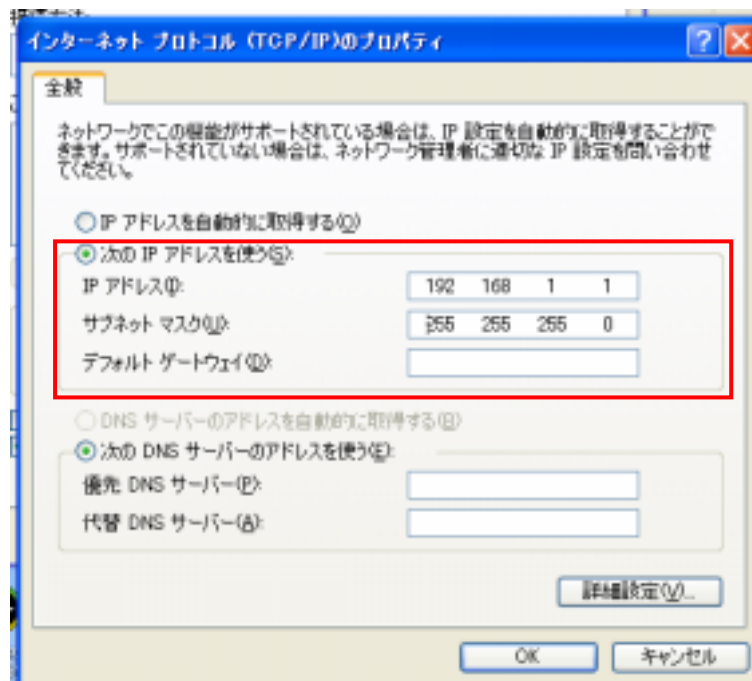 インターネット プロトコル (TCP/IP)のプロパティ
全般
ネットワークでこの機能がサポートされている場合は、IP 設定を自動的に取得することがで
きます。サポートされていない場合は、ネットワーク管理者に適切な IP 設定を問い合わせ
てください。
IP アドレスを自動的に取得する(O)
次の IP アドレスを使う(S):
IP アドレス(I): 192 168 1 1
サブネット マスク(U): 255 255 255 0
デフォルト ゲートウェイ(D):
DNS サーバーのアドレスを自動的に取得する(B)
次の DNS サーバーのアドレスを使う(E):
優先 DNS サーバー(P):
代替 DNS サーバー(A):
詳細設定(V)...
OK キャンセル